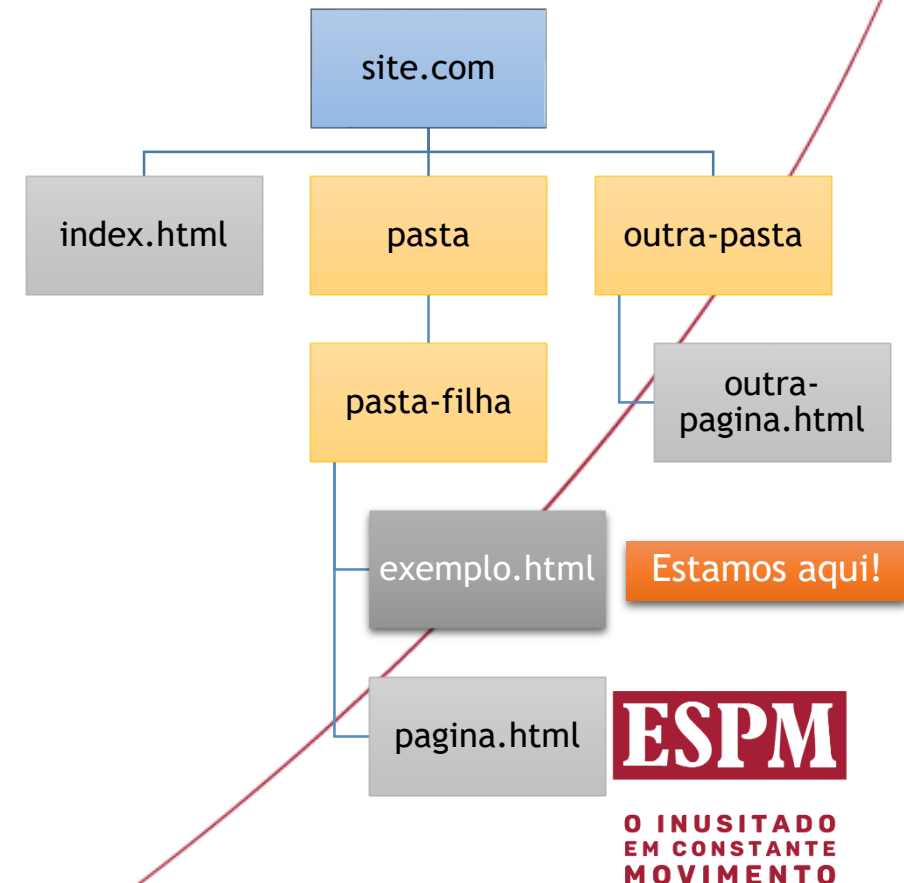 site.com
index.html
pasta
outra-pasta
pasta-filha
outra-
pagina.html
exemplo.html
Estamos aqui!
pagina.html
ESPM
O INUSITADO
EM CONSTANTE
MOVIMENTO